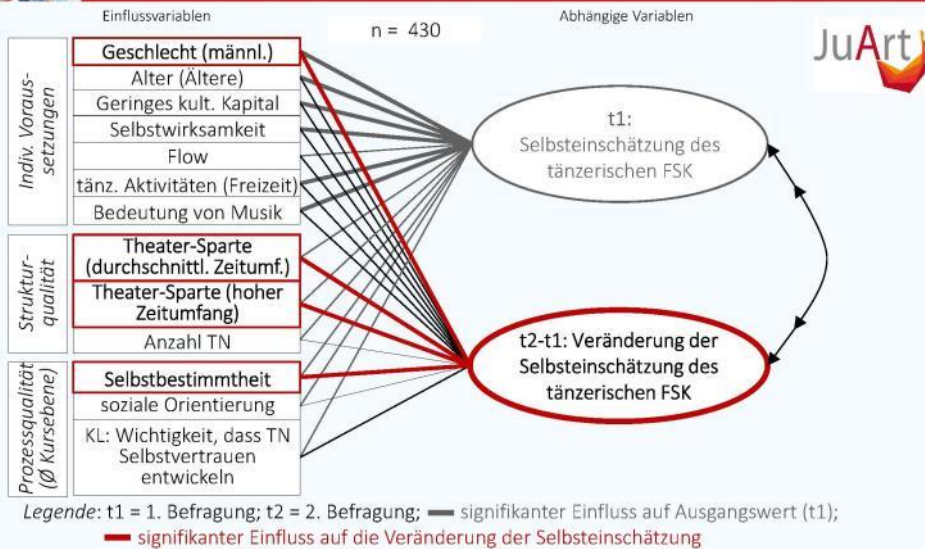 Einflussvariablen
n = 430
Abhängige Variablen
JuArt
Indiv. Voraus-
setzungen
Geschlecht (männl.)
Alter (Ältere)
Geringes kult. Kapital
Selbstwirksamkeit
Flow
tänz. Aktivitäten (Freizeit)
Bedeutung von Musik
t1:
Selbsteinschätzung des
tänzerischen FSK
Struktur-
qualität
Theater-Sparte
(durchschnittl. Zeitumf.)
Theater-Sparte (hoher
Zeitumfang)
Anzahl TN
t2-t1: Veränderung der
Selbsteinschätzung des
tänzerischen FSK
Prozessqualität
(Ø Kursebene)
Selbstbestimmtheit
soziale Orientierung
KL: Wichtigkeit, dass TN
Selbstvertrauen
entwickeln
Legende: t1 = 1. Befragung; t2 = 2. Befragung; signifikanter Einfluss auf Ausgangswert (t1);
signifikanter Einfluss auf die Veränderung der Selbsteinschätzung